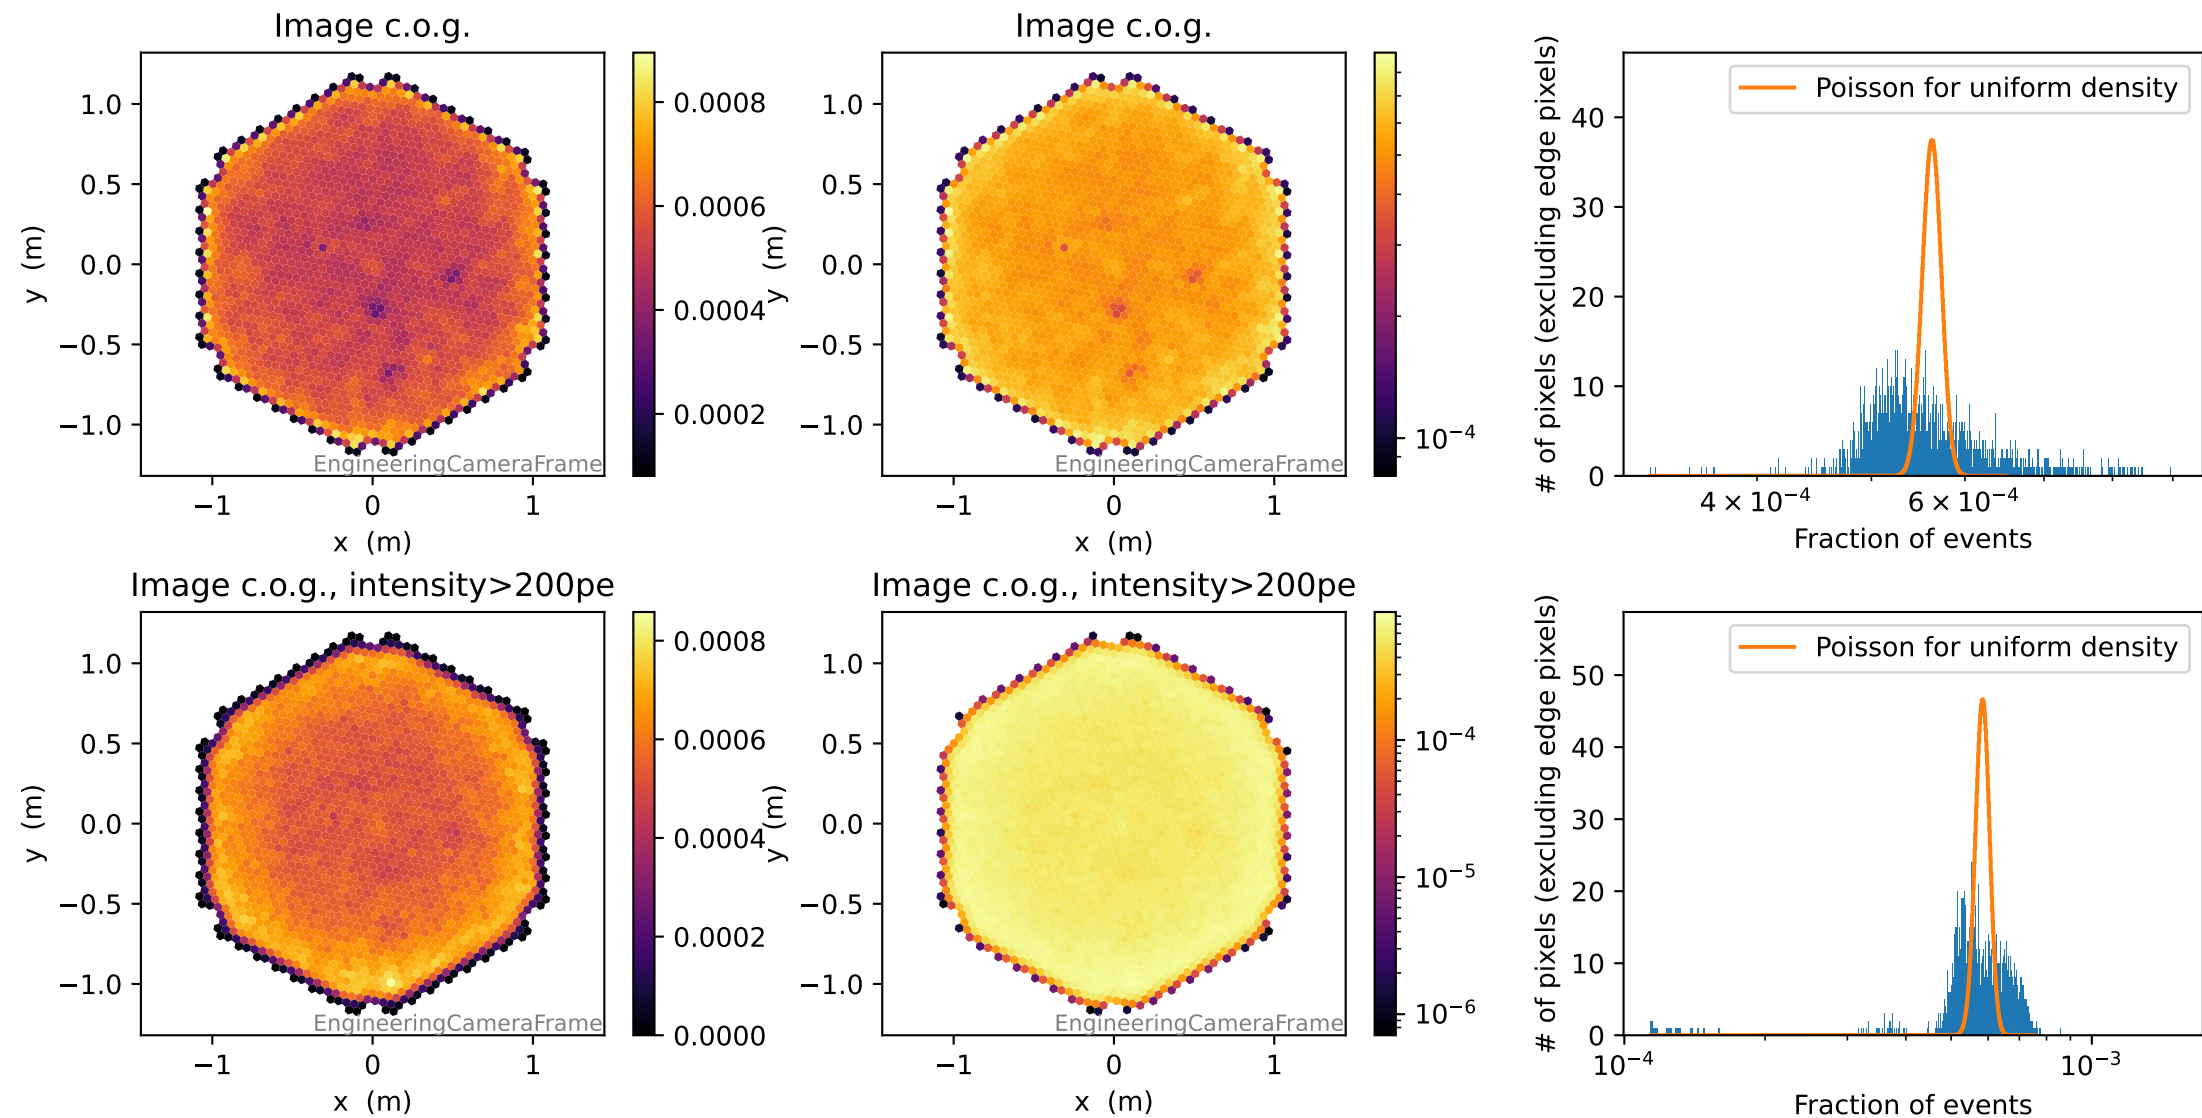 Image c.o.g.
1.0
0.5
0.0
−0.5
−1.0
y (m)
−1
0
1
x (m)
EngineeringCameraFrame
0.0008
0.0006
0.0004
0.0002
Image c.o.g.
1.0
0.5
0.0
−0.5
−1.0
y (m)
−1
0
1
x (m)
EngineeringCameraFrame
10⁻⁴
Poisson for uniform density
# of pixels (excluding edge pixels)
40
30
20
10
0
4 × 10⁻⁴
6 × 10⁻⁴
Fraction of events
Image c.o.g., intensity>200pe
1.0
0.5
0.0
−0.5
−1.0
y (m)
−1
0
1
x (m)
EngineeringCameraFrame
0.0008
0.0006
0.0004
0.0002
0.0000
Image c.o.g., intensity>200pe
1.0
0.5
0.0
−0.5
−1.0
y (m)
−1
0
1
x (m)
EngineeringCameraFrame
10⁻⁴
10⁻⁵
10⁻⁶
Poisson for uniform density
# of pixels (excluding edge pixels)
50
40
30
20
10
0
10⁻⁴
10⁻³
Fraction of events